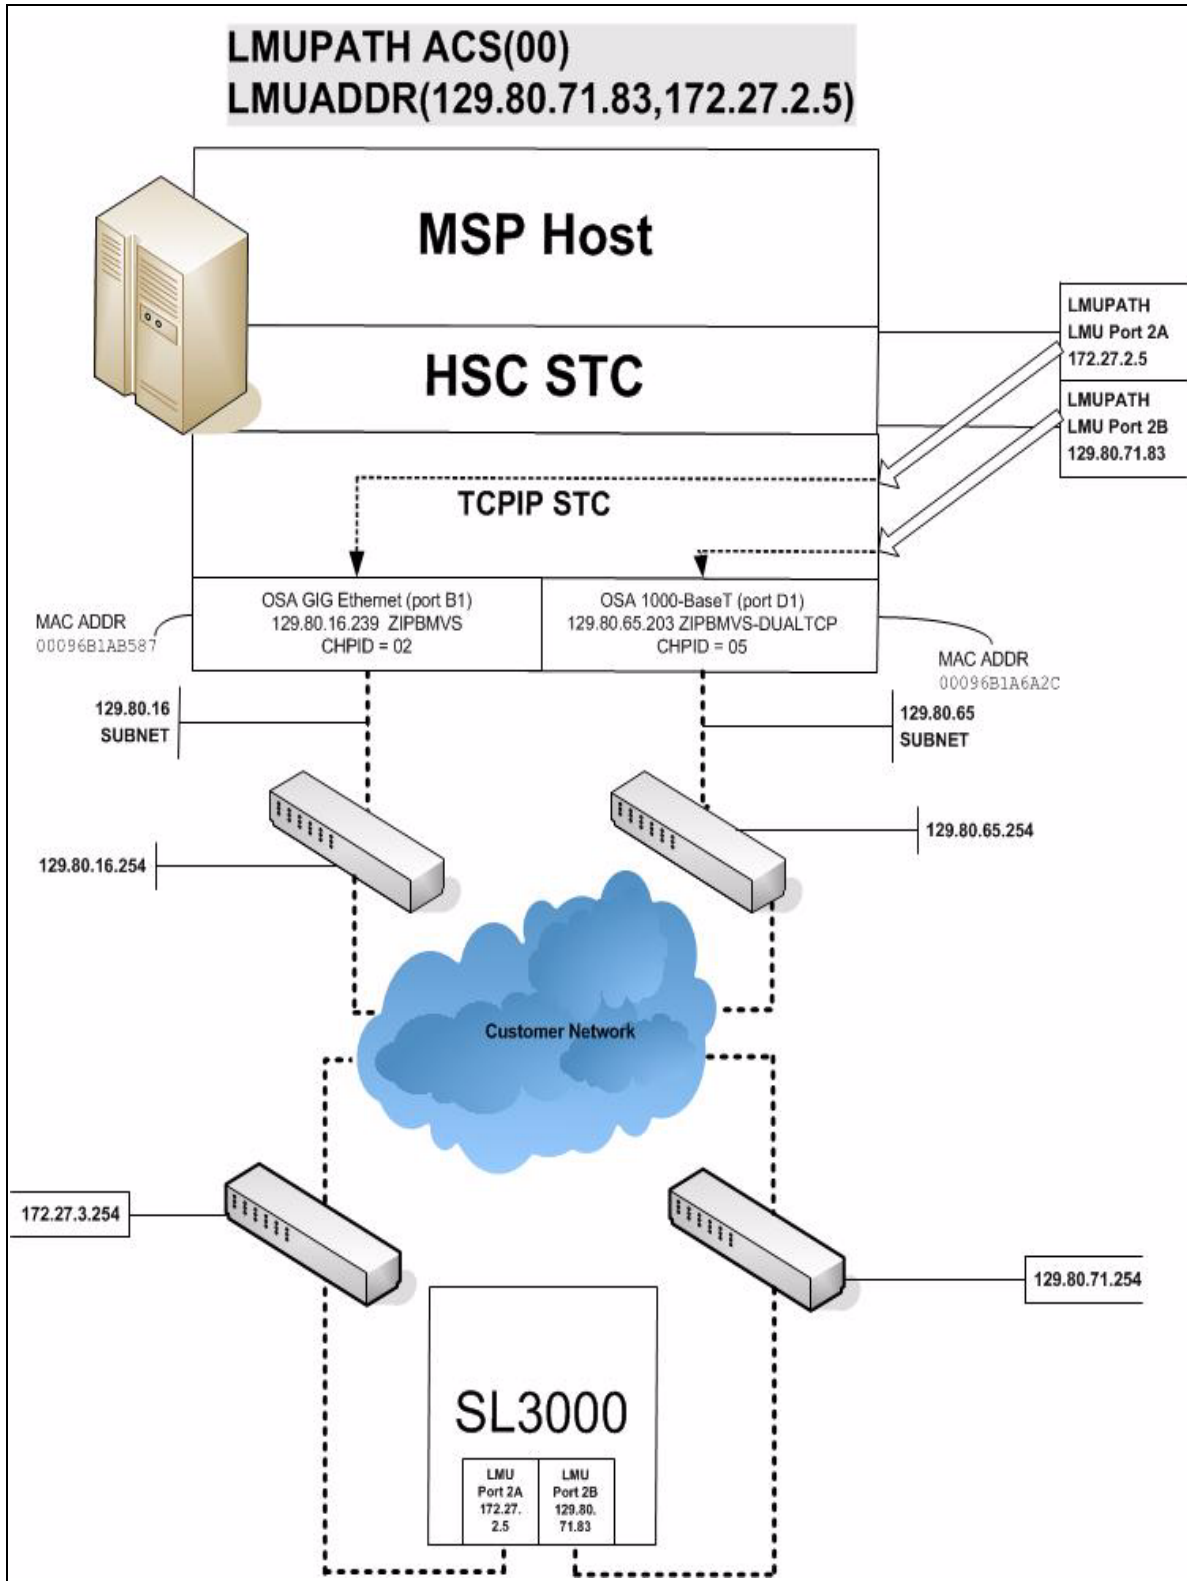 LMUPATH ACS(00)
LMUADDR(129.80.71.83,172.27.2.5)
MSP Host
LMUPATH
LMU Port 2A
172.27.2.5
HSC STC
LMUPATH
LMU Port 2B
129.80.71.83
TCPIP STC
OSA GIG Ethernet (port B1)
129.80.16.239 ZIPBMVS
CHPID = 02
OSA 1000-BaseT (port D1)
129.80.65.203 ZIPBMVS-DUALTCP
CHPID = 05
MAC ADDR
00096B1AB587
MAC ADDR
00096B1A6A2C
129.80.16
SUBNET
129.80.65
SUBNET
129.80.65.254
129.80.16.254
Customer Network
172.27.3.254
129.80.71.254
SL3000
LMU
Port 2A
172.27.
2.5
LMU
Port 2B
129.80.
71.83